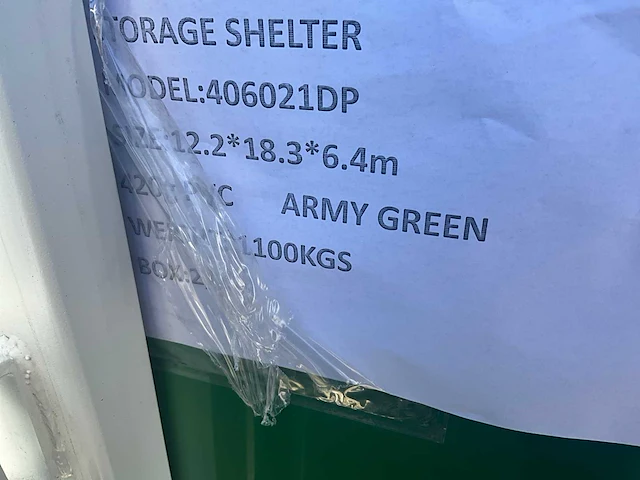 TORAGE SHELTER
MODEL:406021DP
SIZE:12.2*18.3*6.4m
ARMY GREEN
1100KGS
BOX:2